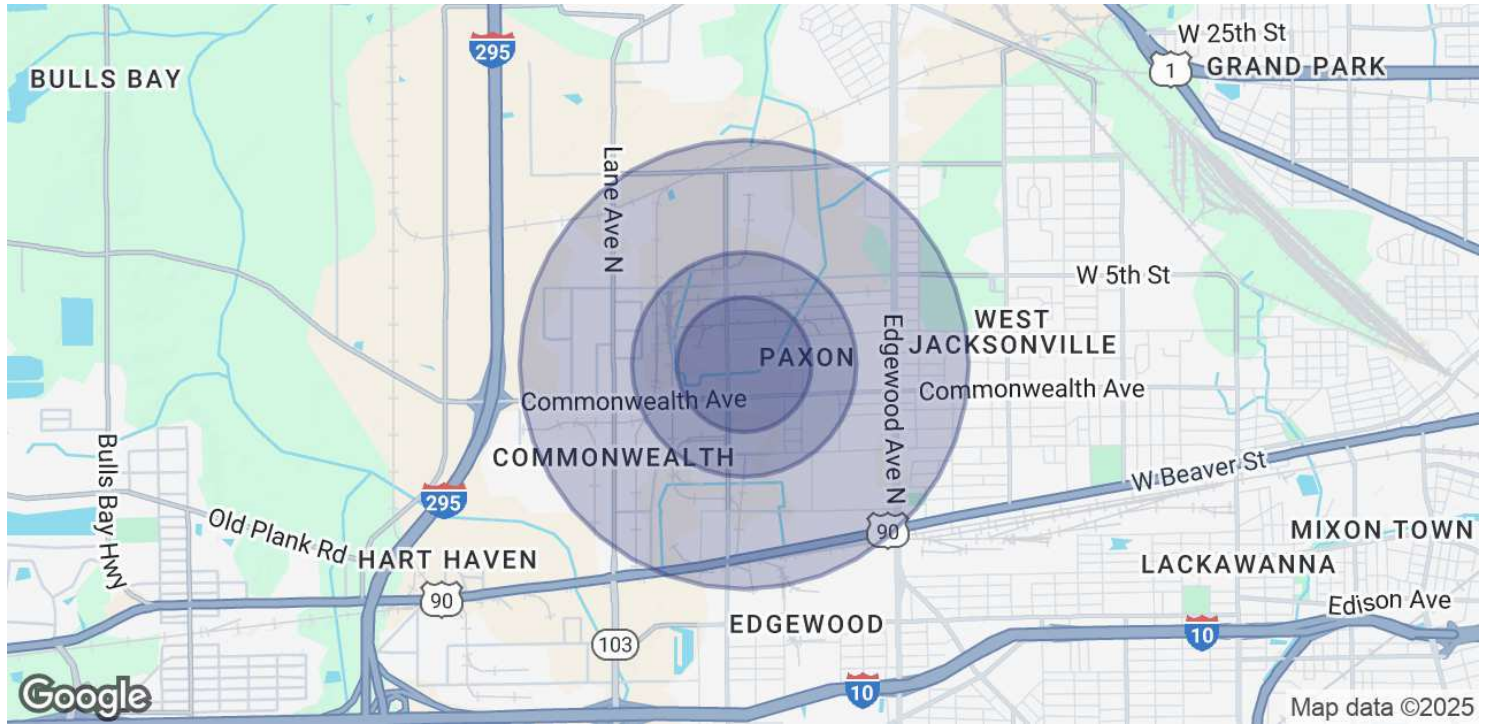 W 25th St
295
1
GRAND PARK
BULLS BAY
Lane Ave N
W 5th St
WEST
JACKSONVILLE
PAXON
Edgewood Ave N
Commonwealth Ave
Commonwealth Ave
COMMONWEALTH
W Beaver St
295
Bulls Bay Hwy
Old Plank Rd
90
MIXON TOWN
HART HAVEN
LACKAWANNA
90
Edison Ave
EDGEWOOD
10
103
10
Google
Map data ©2025